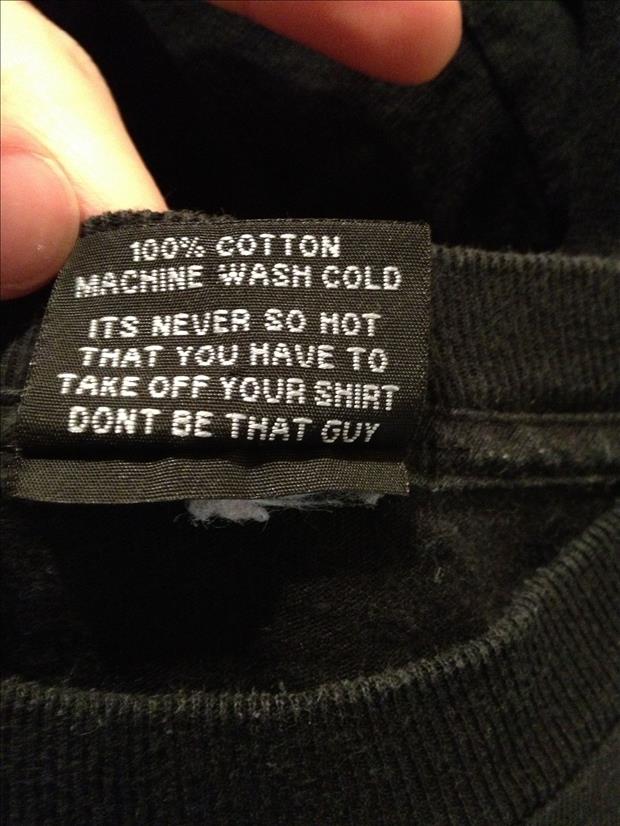 100% COTTON
MACHINE WASH COLD
ITS NEVER SO HOT
THAT YOU HAVE TO
TAKE OFF YOUR SHIRT
DONT BE THAT GUY